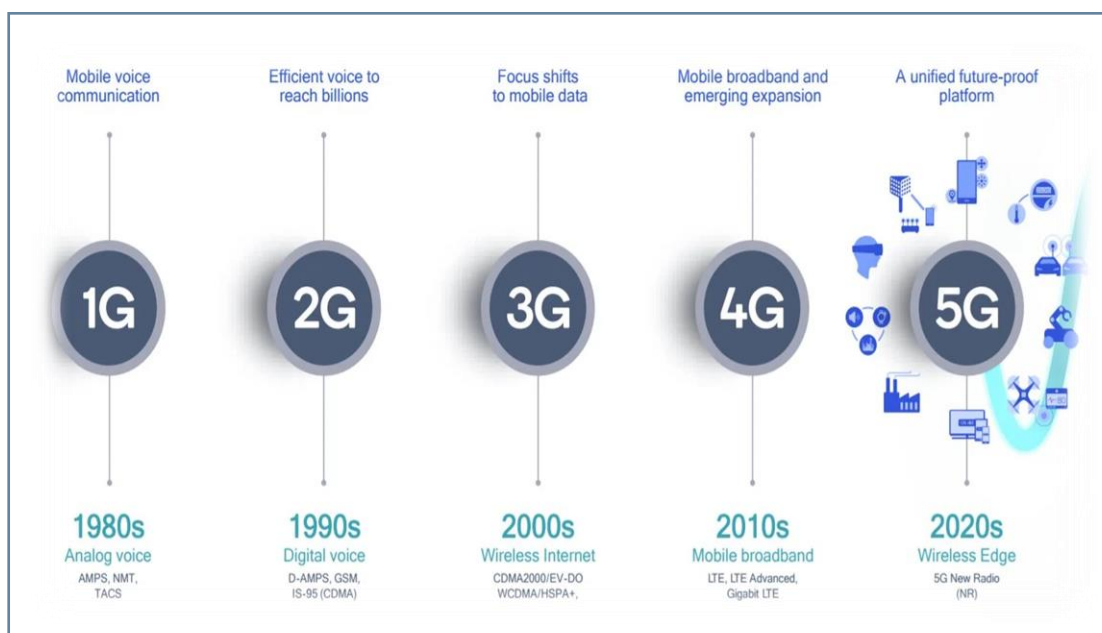 Mobile voice
communication
Efficient voice to
reach billions
Focus shifts
to mobile data
Mobile broadband and
emerging expansion
A unified future-proof
platform
1G
2G
3G
4G
5G
1980s
Analog voice
AMPS, NMT,
TACS
1990s
Digital voice
D-AMPS, GSM,
IS-95 (CDMA)
2000s
Wireless Internet
CDMA2000/EV-DO
WCDMA/HSPA+,
2010s
Mobile broadband
LTE, LTE Advanced,
Gigabit LTE
2020s
Wireless Edge
5G New Radio
(NR)